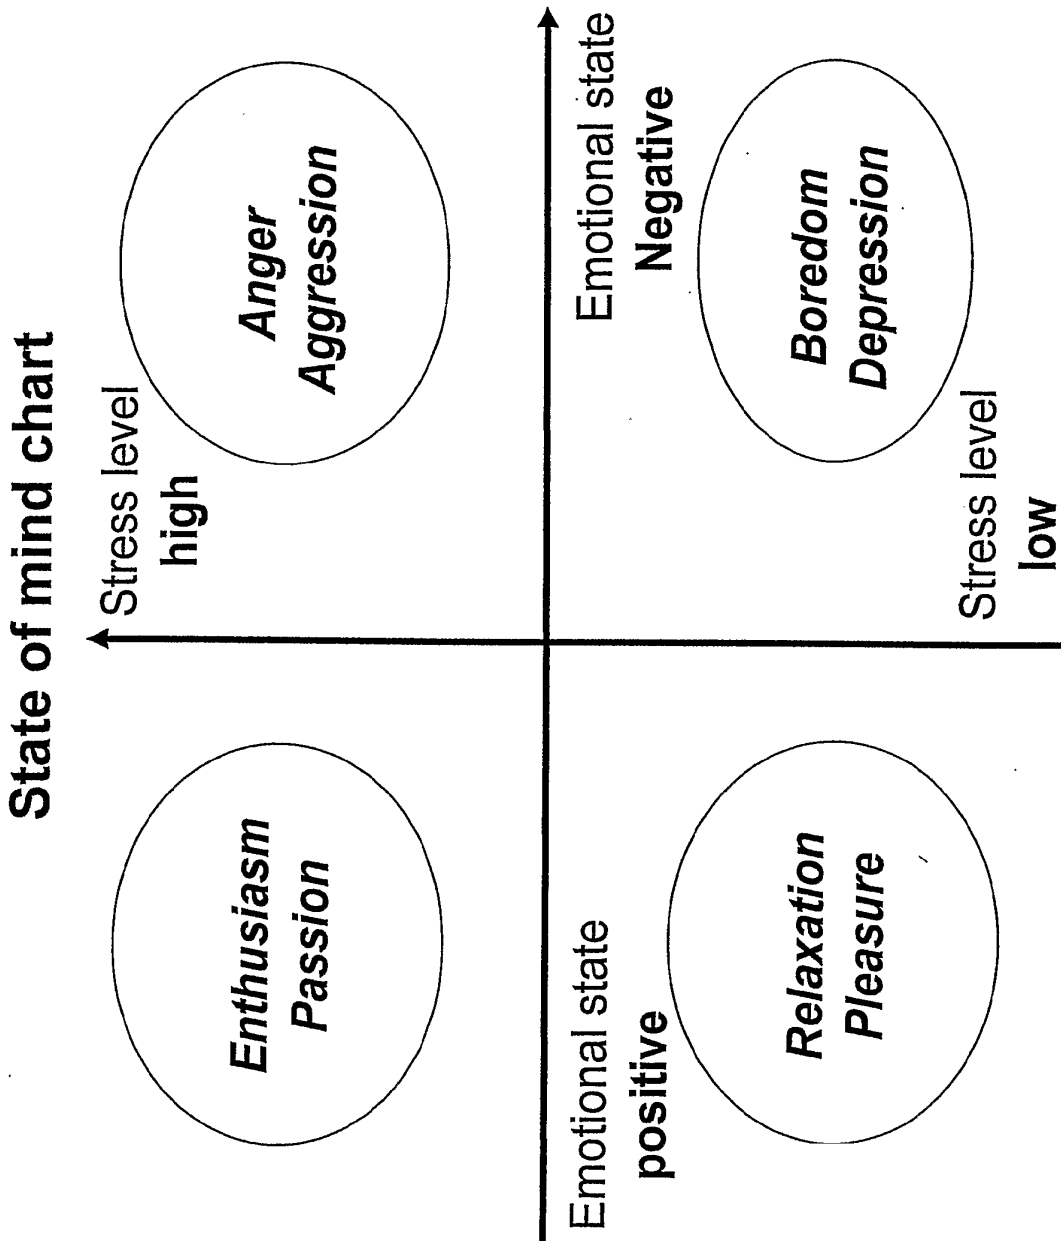 State of mind chart
Stress level
high
Enthusiasm
Passion
Anger
Aggression
Emotional state
positive
Emotional state
Negative
Relaxation
Pleasure
Boredom
Depression
Stress level
low